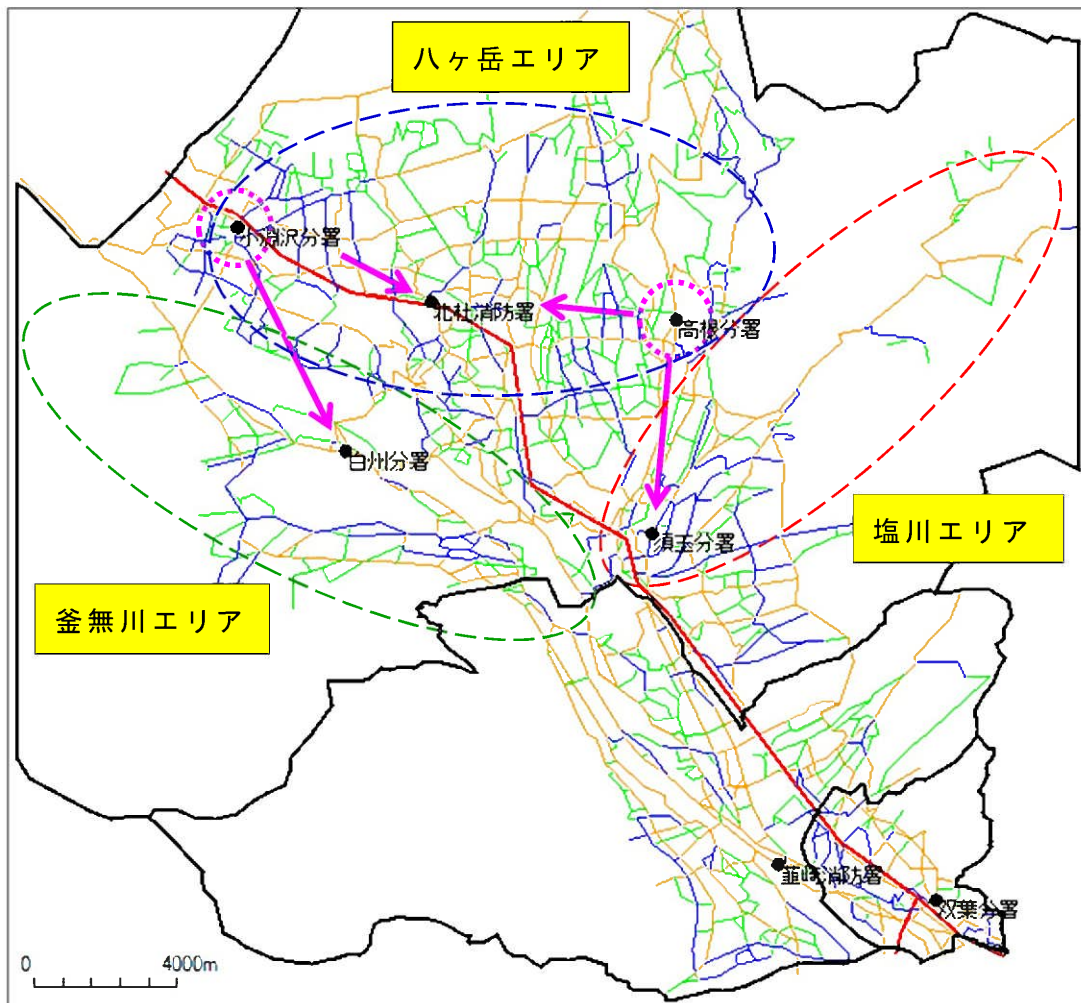 八ヶ岳エリア
小淵沢分署
北杜消防署
高根分署
白州分署
塩川エリア
須玉分署
釜無川エリア
韮崎消防署
双葉分署
0 4000m